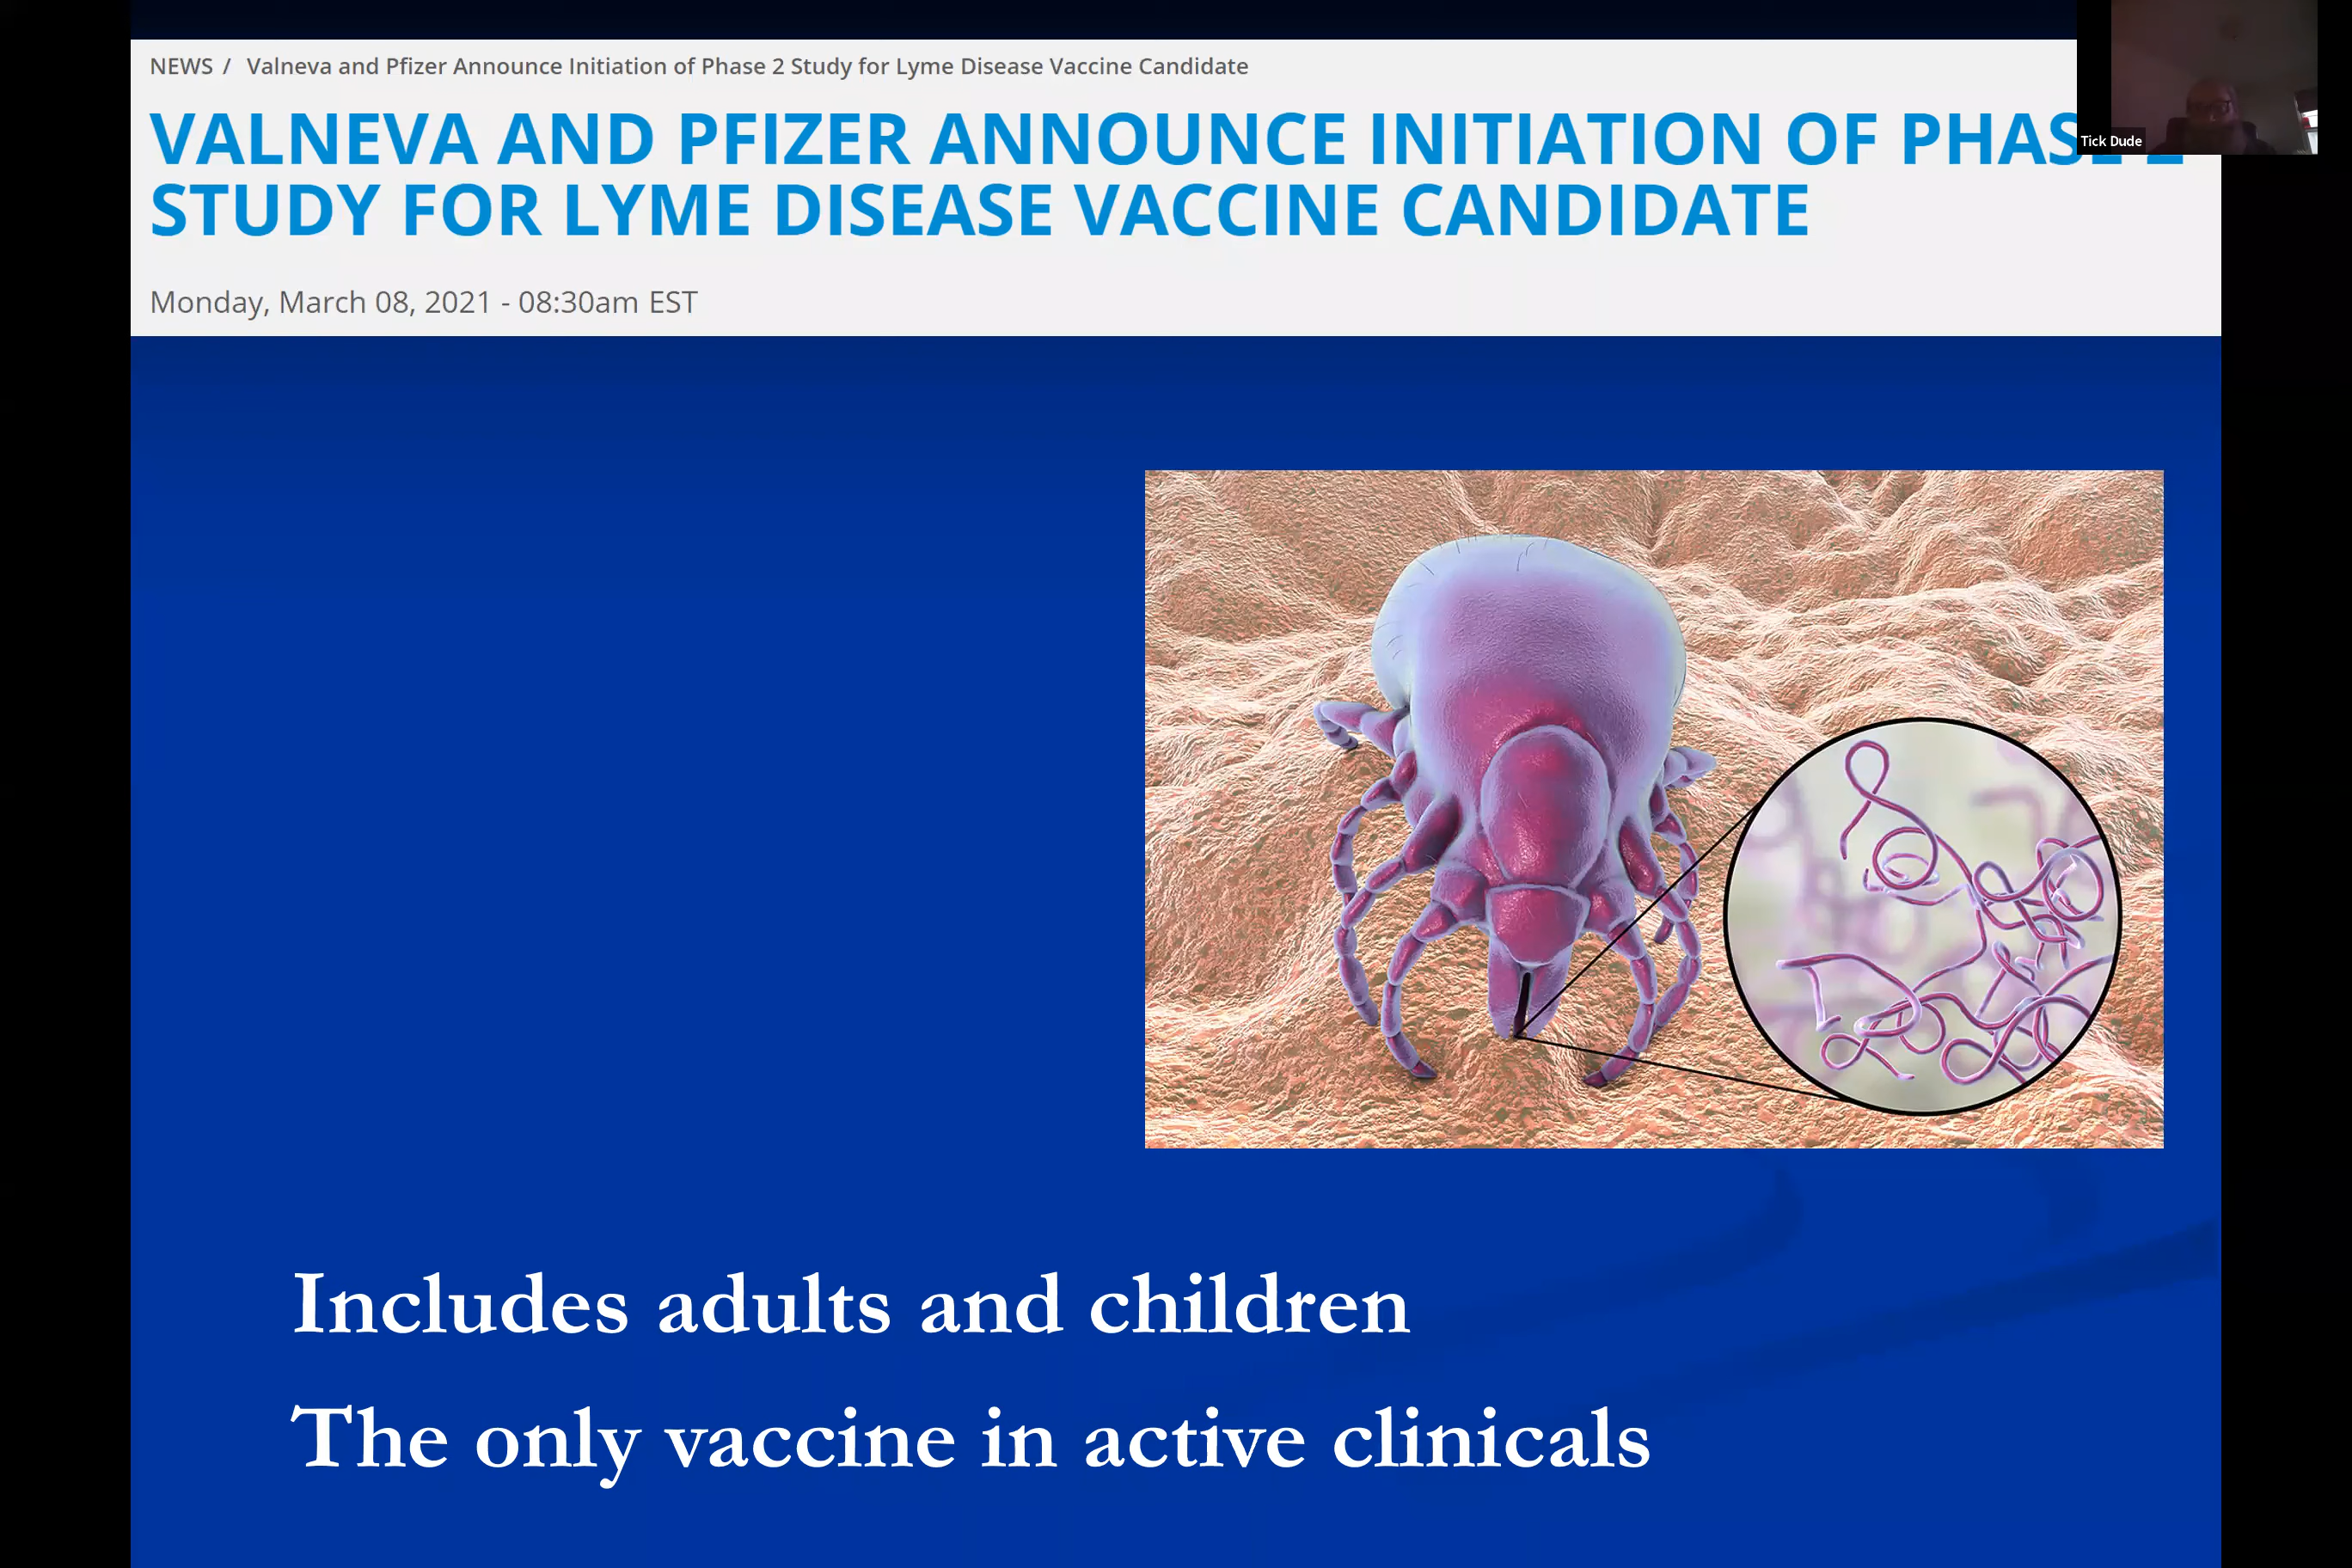 NEWS / Valneva and Pfizer Announce Initiation of Phase 2 Study for Lyme Disease Vaccine Candidate
VALNEVA AND PFIZER ANNOUNCE INITIATION OF PHASE 2
STUDY FOR LYME DISEASE VACCINE CANDIDATE
Monday, March 08, 2021 - 08:30am EST
Tick Dude
Includes adults and children
The only vaccine in active clinicals